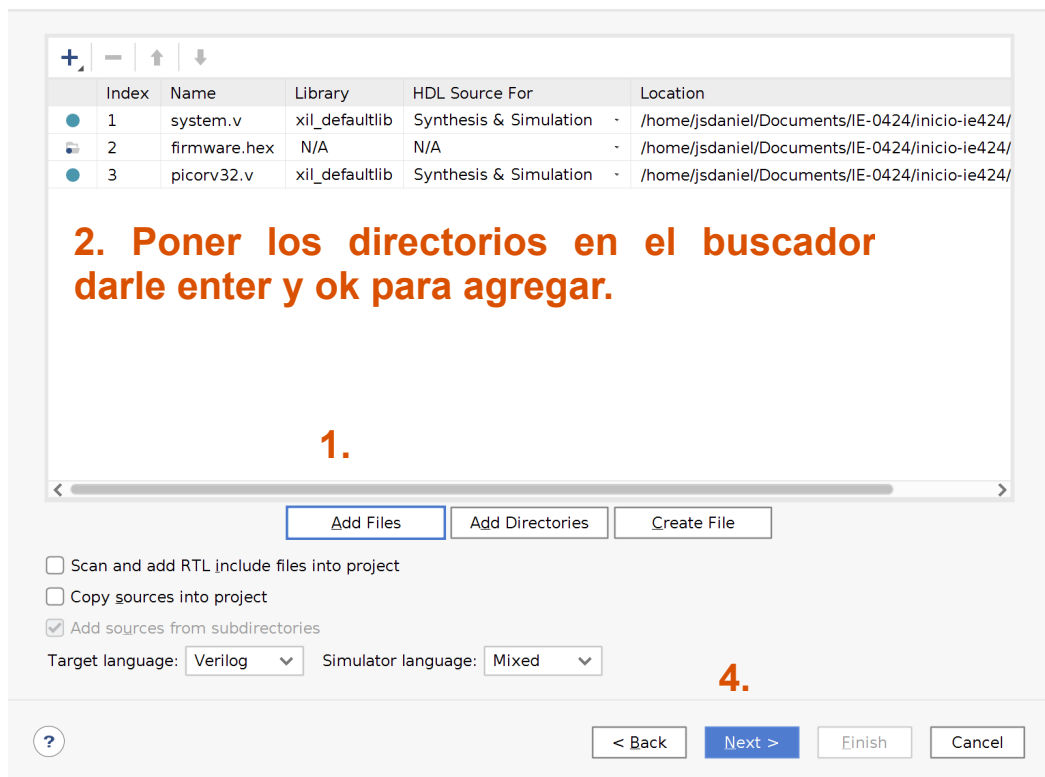 Index Name Library HDL Source For Location
1 system.v xil_defaultlib Synthesis & Simulation /home/jsdaniel/Documents/IE-0424/inicio-ie424/
2 firmware.hex N/A N/A /home/jsdaniel/Documents/IE-0424/inicio-ie424/
3 picorv32.v xil_defaultlib Synthesis & Simulation /home/jsdaniel/Documents/IE-0424/inicio-ie424/
2. Poner los directorios en el buscador
darle enter y ok para agregar.
1.
Add Files Add Directories Create File
Scan and add RTL include files into project
Copy sources into project
Add sources from subdirectories
Target language: Verilog Simulator language: Mixed
4.
? < Back Next > Finish Cancel